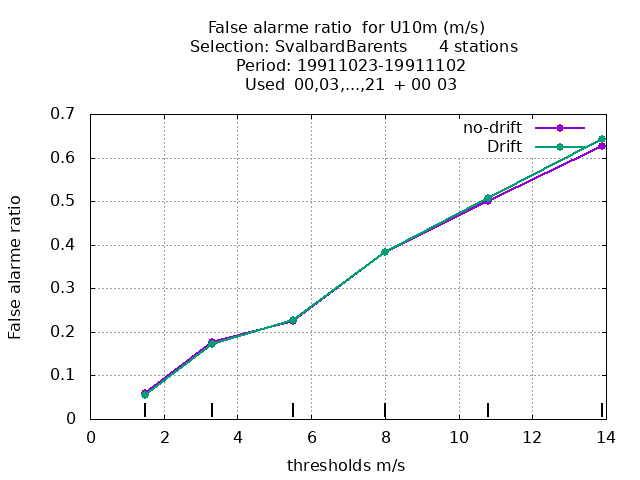 False alarme ratio  for U10m (m/s)
Selection: SvalbardBarents      4 stations
Period: 19911023-19911102
Used  00,03,...,21  + 00 03
no-drift
Drift
False alarme ratio
0.7
0.6
0.5
0.4
0.3
0.2
0.1
0
0 2 4 6 8 10 12 14
thresholds m/s